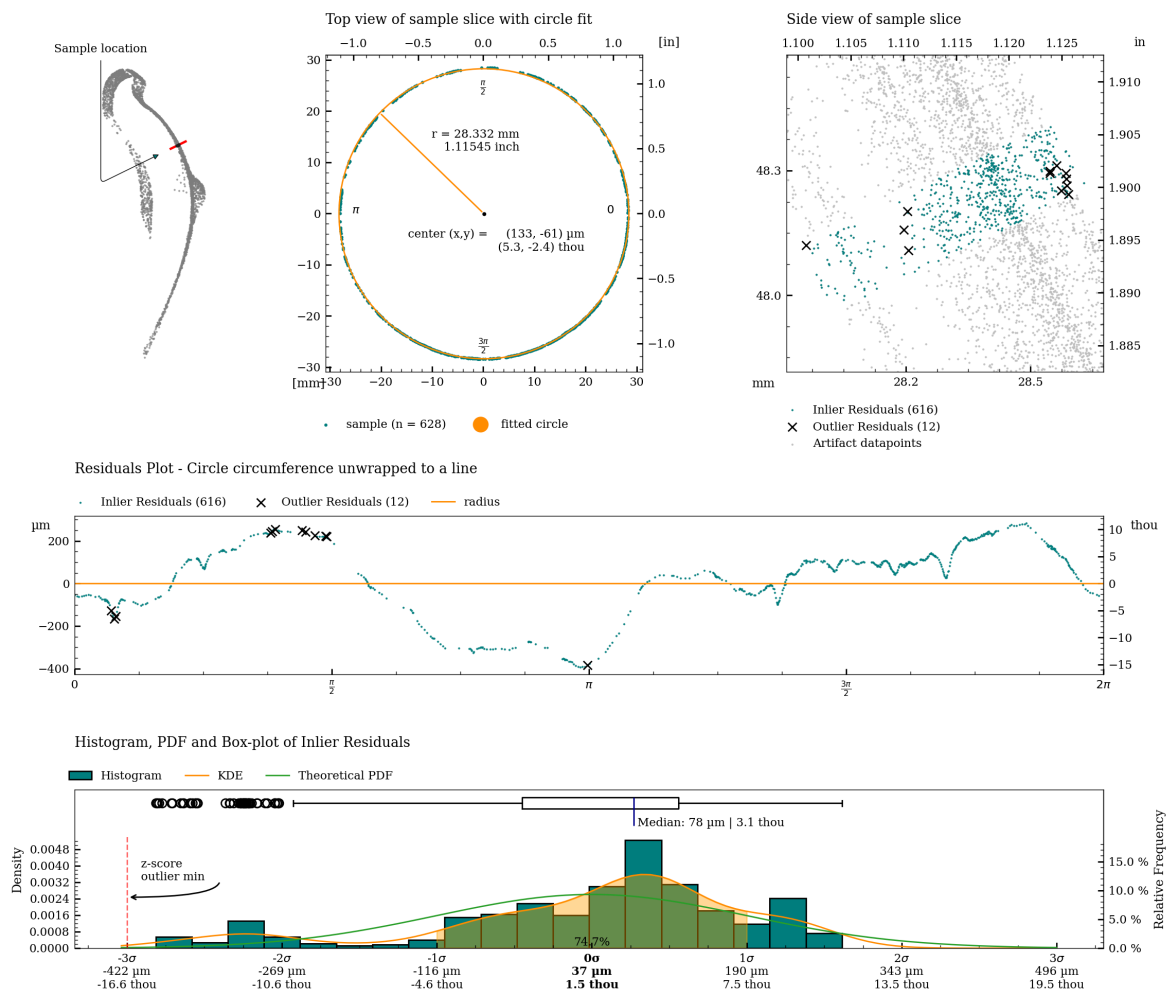 Sample location
Top view of sample slice with circle fit
−1.0 −0.5 0.0 0.5 1.0 [in]
30
20
10
0
−10
−20
−30
1.0
0.5
0.0
−0.5
−1.0
π/2
r = 28.332 mm
1.11545 inch
π
0
center (x,y) = (133, -61) µm
(5.3, -2.4) thou
3π/2
[mm] −30 −20 −10 0 10 20 30
sample (n = 628) fitted circle
Side view of sample slice
1.100 1.105 1.110 1.115 1.120 1.125 in
48.3
48.0
1.910
1.905
1.900
1.895
1.890
1.885
mm 28.2 28.5
Inlier Residuals (616)
Outlier Residuals (12)
Artifact datapoints
Residuals Plot - Circle circumference unwrapped to a line
Inlier Residuals (616) Outlier Residuals (12) radius
µm
200
0
−200
−400
thou
10
5
0
−5
−10
−15
0 π/2 π 3π/2 2π
Histogram, PDF and Box-plot of Inlier Residuals
Histogram KDE Theoretical PDF
Median: 78 µm | 3.1 thou
Density
0.0048
0.0040
0.0032
0.0024
0.0016
0.0008
0.0000
z-score
outlier min
74.7%
Relative Frequency
15.0 %
10.0 %
5.0 %
0.0 %
-3σ -2σ -1σ 0σ 1σ 2σ 3σ
-422 µm -269 µm -116 µm 37 µm 190 µm 343 µm 496 µm
-16.6 thou -10.6 thou -4.6 thou 1.5 thou 7.5 thou 13.5 thou 19.5 thou